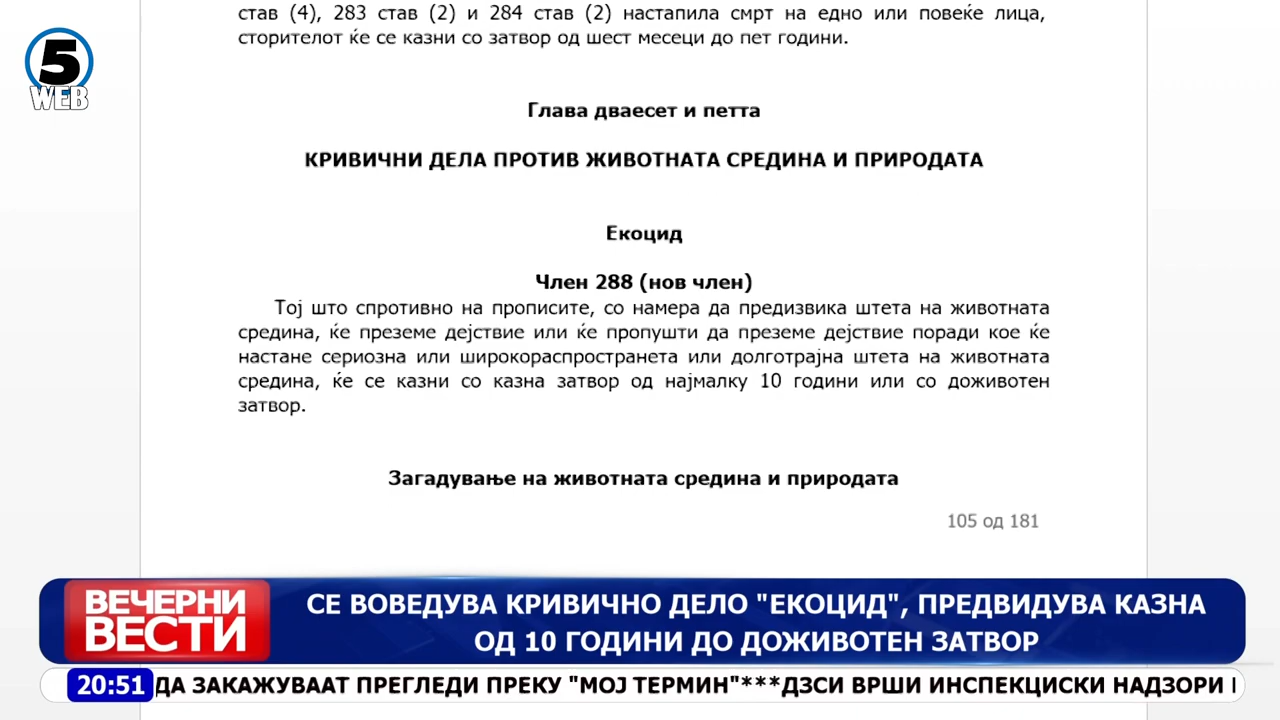 став (4), 283 став (2) и 284 став (2) настапила смрт на едно или повеќе лица,
сторителот ќе се казни со затвор од шест месеци до пет години.
5
WEB
Глава дваесет и петта
КРИВИЧНИ ДЕЛА ПРОТИВ ЖИВОТНАТА СРЕДИНА И ПРИРОДАТА
Екоцид
Член 288 (нов член)
Тој што спротивно на прописите, со намера да предизвика штета на животната
средина, ќе преземе дејствие или ќе пропушти да преземе дејствие поради кое ќе
настане сериозна или широкораспространета или долготрајна штета на животната
средина, ќе се казни со казна затвор од најмалку 10 години или со доживотен
затвор.
Загадување на животната средина и природата
105 од 181
ВЕЧЕРНИ
ВЕСТИ
СЕ ВОВЕДУВА КРИВИЧНО ДЕЛО "ЕКОЦИД", ПРЕДВИДУВА КАЗНА
ОД 10 ГОДИНИ ДО ДОЖИВОТЕН ЗАТВОР
20:51 ДА ЗАКАЖУВААТ ПРЕГЛЕДИ ПРЕКУ "МОЈ ТЕРМИН"***ДЗСИ ВРШИ ИНСПЕКЦИСКИ НАДЗОРИ